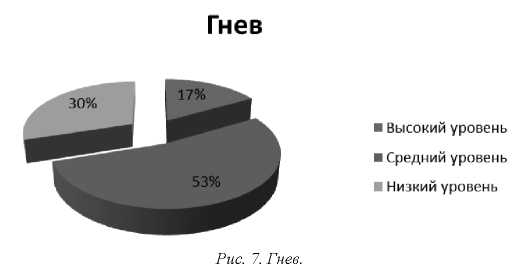 Гнев
30%
17%
53%
Высокий уровень
Средний уровень
Низкий уровень
Рис. 7. Гнев.